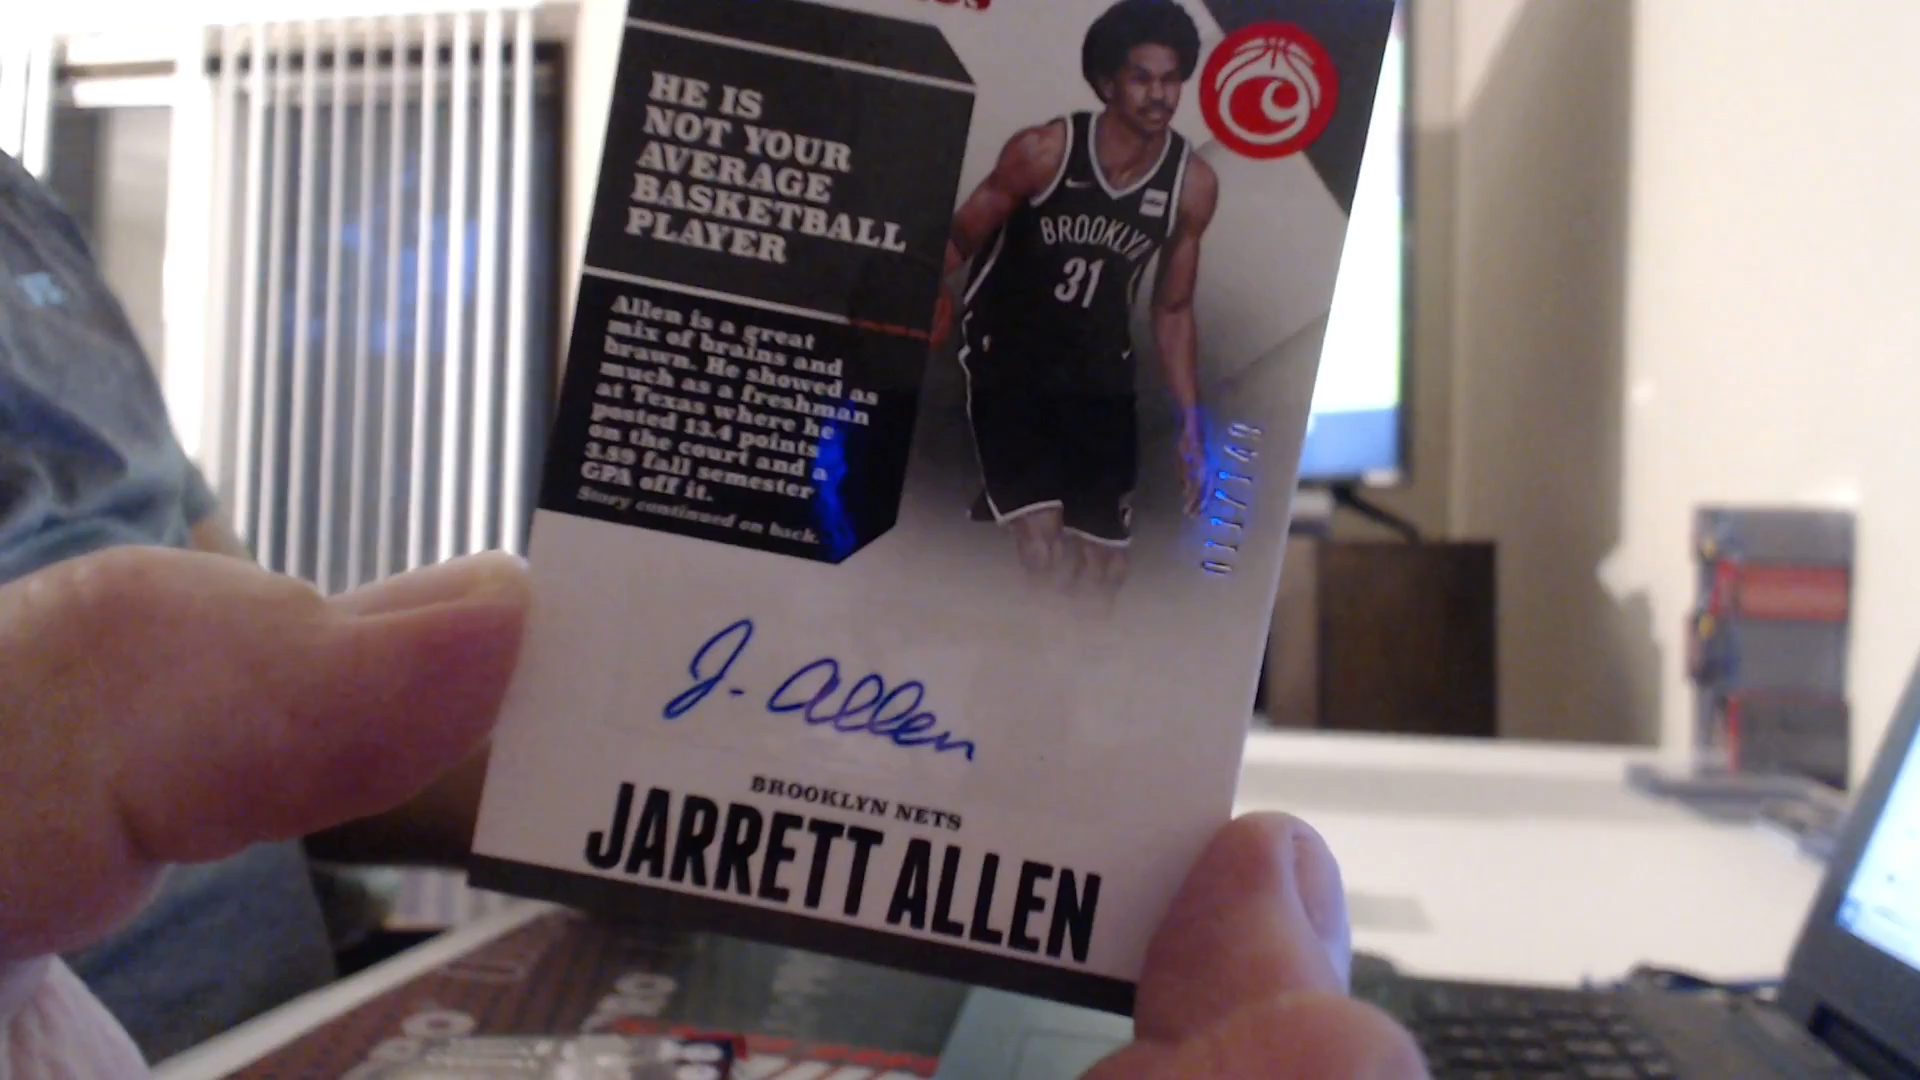 HE IS
NOT YOUR
AVERAGE
BASKETBALL
PLAYER
Allen is a great
mix of brains and
brawn. He showed as
much as a freshman
at Texas where he
posted 13.4 points
on the court and a
3.89 fall semester
GPA off it.
Story continued on back.
BROOKLYN
31
J. Allen
BROOKLYN NETS
JARRETT ALLEN